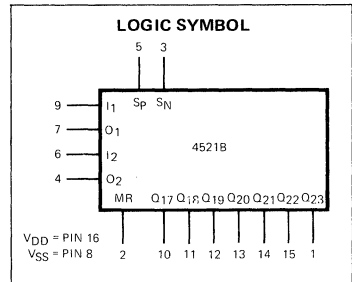 LOGIC SYMBOL
5 3
9 I1 SP SN
7 O1
4521B
6 I2
4 O2
MR Q17 Q18 Q19 Q20 Q21 Q22 Q23
VDD = PIN 16
VSS = PIN 8
2 10 11 12 13 14 15 1